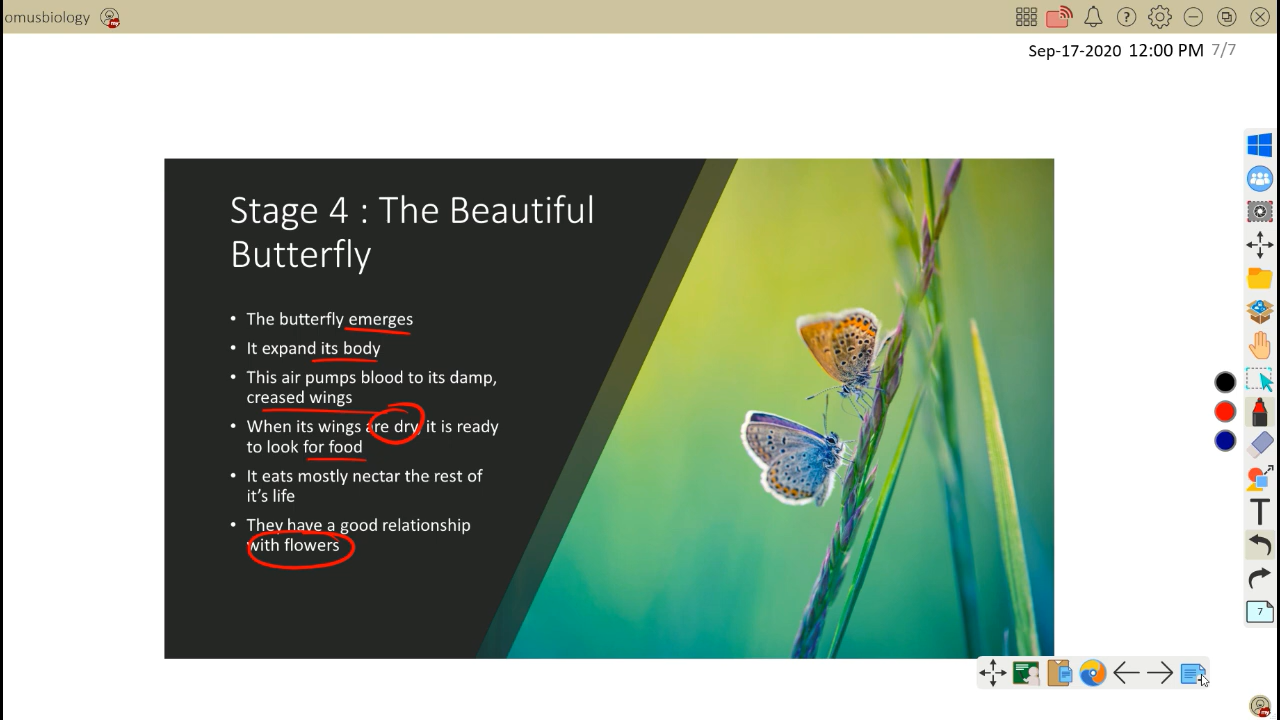 omusbiology
Sep-17-2020 12:00 PM 7/7
Stage 4 : The Beautiful
Butterfly
• The butterfly emerges
• It expand its body
• This air pumps blood to its damp,
creased wings
• When its wings are dry, it is ready
to look for food
• It eats mostly nectar the rest of
it's life
• They have a good relationship
with flowers
T
7